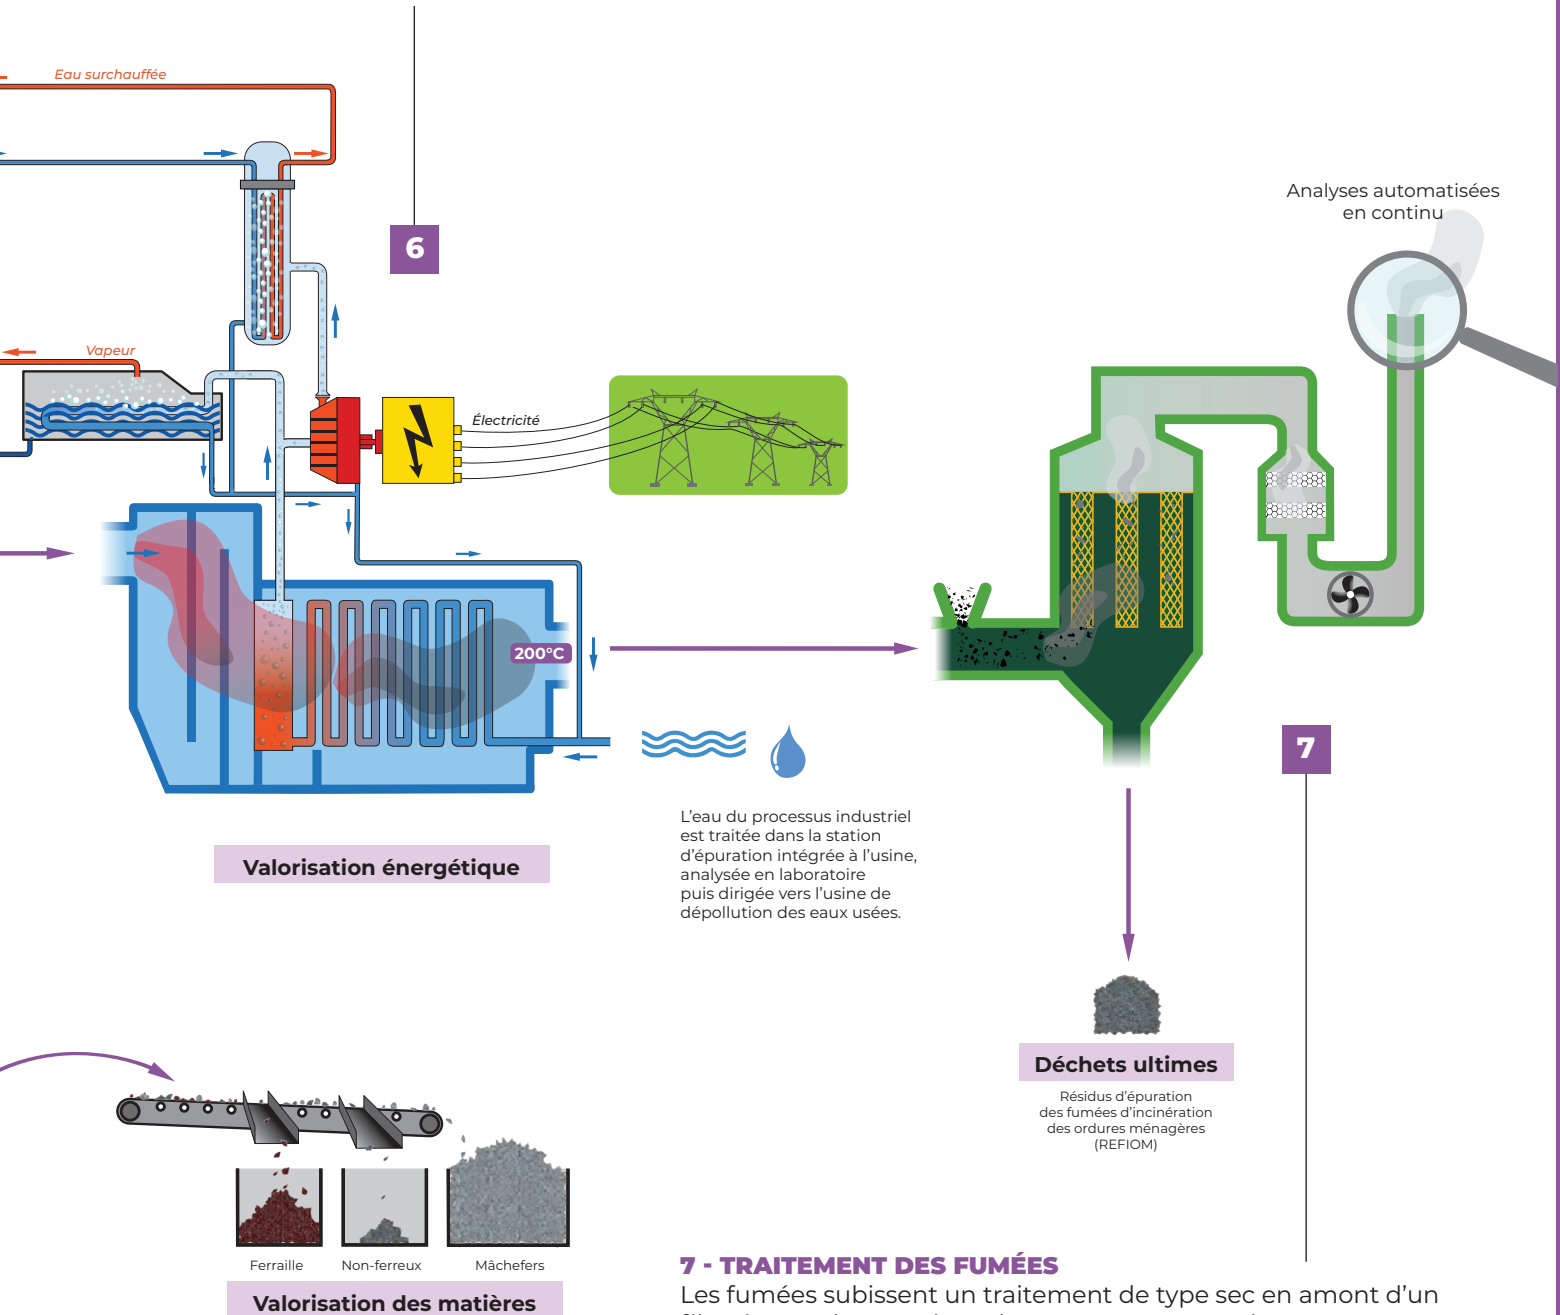 Eau surchauffée
6
Analyses automatisées
en continu
Vapeur
Électricité
200°C
7
L'eau du processus industriel
est traitée dans la station
d'épuration intégrée à l'usine,
analysée en laboratoire
puis dirigée vers l'usine de
dépollution des eaux usées.
Valorisation énergétique
Déchets ultimes
Résidus d'épuration
des fumées d'incinération
des ordures ménagères
(REFIOM)
Ferraille
Non-ferreux
Mâchefers
Valorisation des matières
7 - TRAITEMENT DES FUMÉES
Les fumées subissent un traitement de type sec en amont d'un